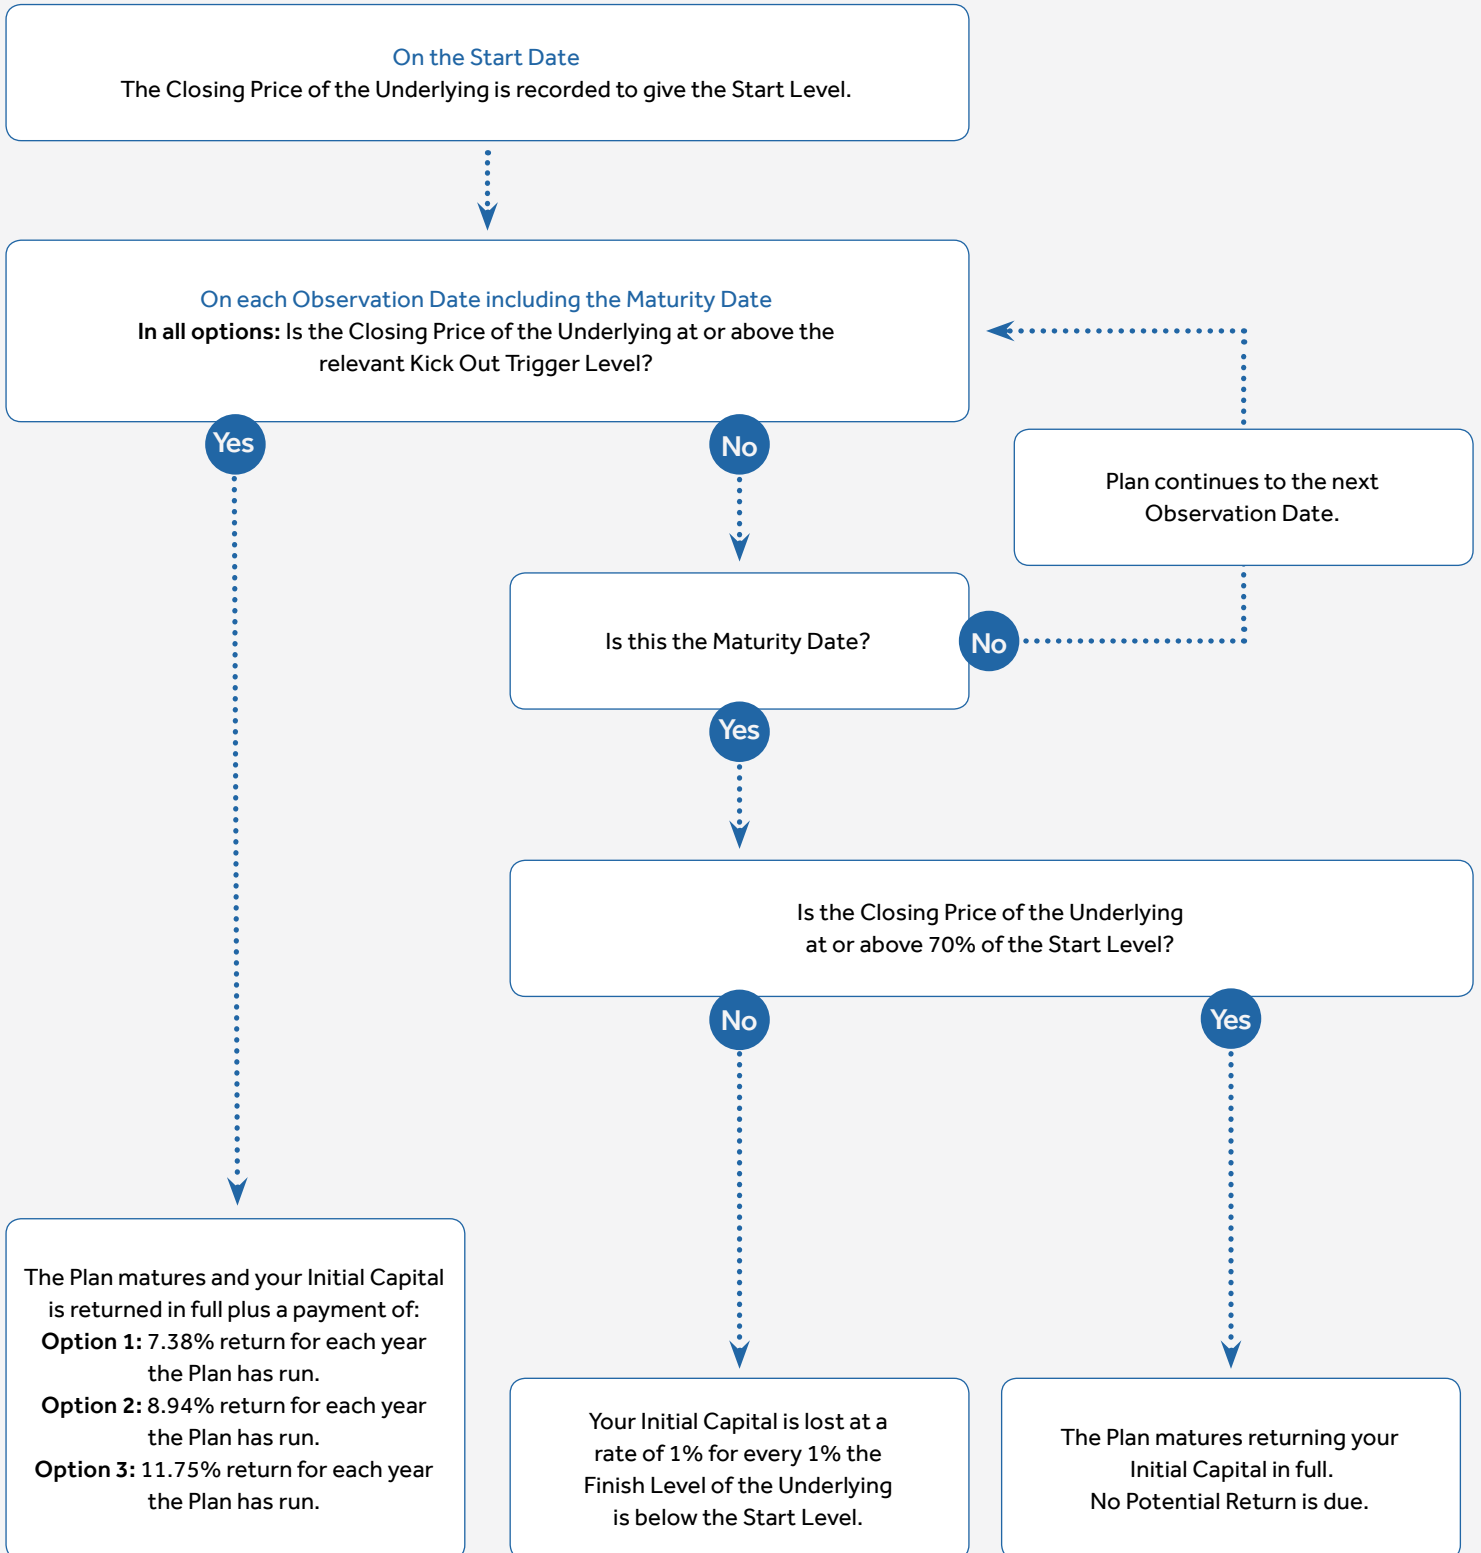 On the Start Date
The Closing Price of the Underlying is recorded to give the Start Level.
On each Observation Date including the Maturity Date
In all options: Is the Closing Price of the Underlying at or above the
relevant Kick Out Trigger Level?
Yes
No
Plan continues to the next
Observation Date.
Is this the Maturity Date?
No
Yes
Is the Closing Price of the Underlying
at or above 70% of the Start Level?
No
Yes
The Plan matures and your Initial Capital
is returned in full plus a payment of:
Option 1: 7.38% return for each year
the Plan has run.
Option 2: 8.94% return for each year
the Plan has run.
Option 3: 11.75% return for each year
the Plan has run.
Your Initial Capital is lost at a
rate of 1% for every 1% the
Finish Level of the Underlying
is below the Start Level.
The Plan matures returning your
Initial Capital in full.
No Potential Return is due.